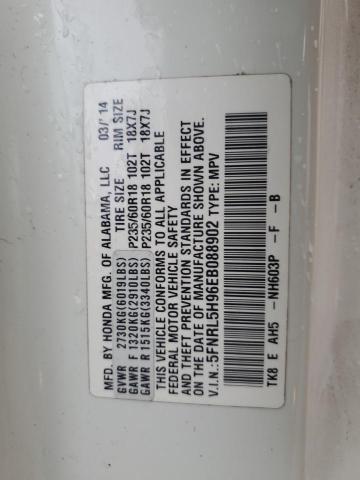 MFD. BY HONDA MFG. OF ALABAMA, LLC 03/'14
TIRE SIZE RIM SIZE
GVWR 2730KG(6019LBS)
GAWR F 1320KG(2910LBS) P235/60R18 102T 18X7J
GAWR R 1515KG(3340LBS) P235/60R18 102T 18X7J
THIS VEHICLE CONFORMS TO ALL APPLICABLE
FEDERAL MOTOR VEHICLE SAFETY
AND THEFT PREVENTION STANDARDS IN EFFECT
ON THE DATE OF MANUFACTURE SHOWN ABOVE.
V.I.N.:5FNRL5H96EB088902 TYPE: MPV
TK8 E AH5 -NH603P -F -B